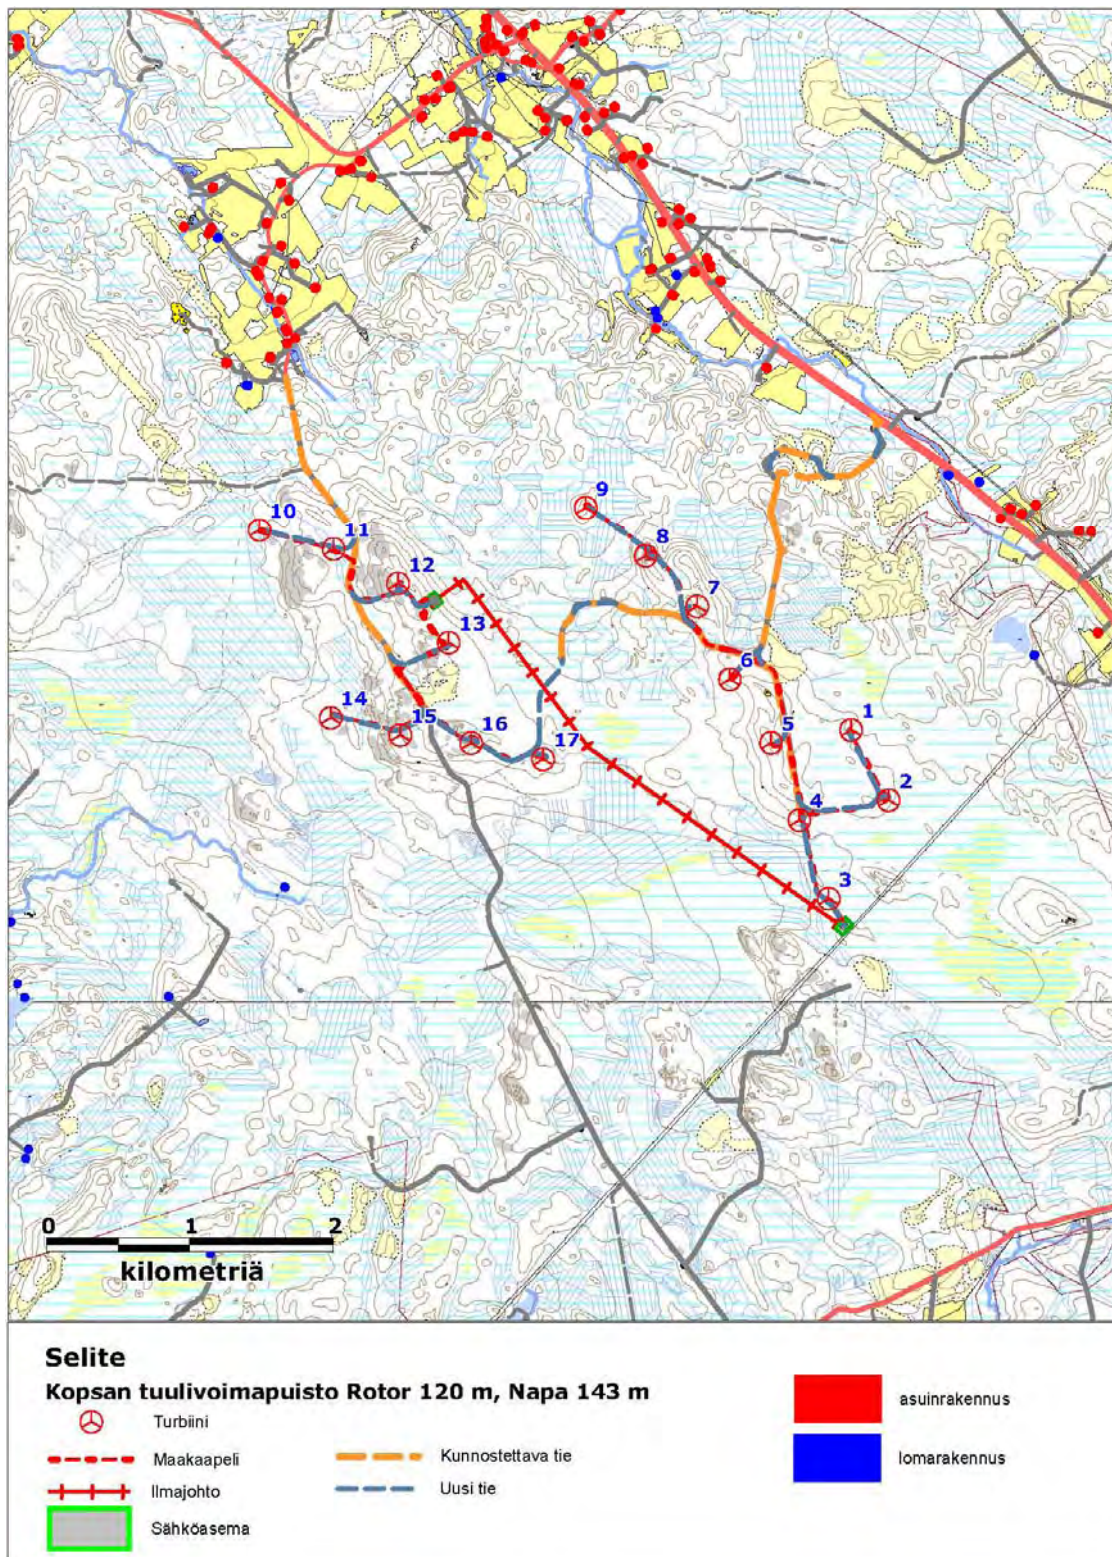 9
10
11
8
12
7
13
6
14
15
16
1
5
17
2
4
3
0 1 2
kilometriä
Selite
Kopsan tuulivoimapuisto Rotor 120 m, Napa 143 m
Turbiini
Maakaapeli
Ilmajohto
Sähköasema
Kunnostettava tie
Uusi tie
asuinrakennus
lomarakennus